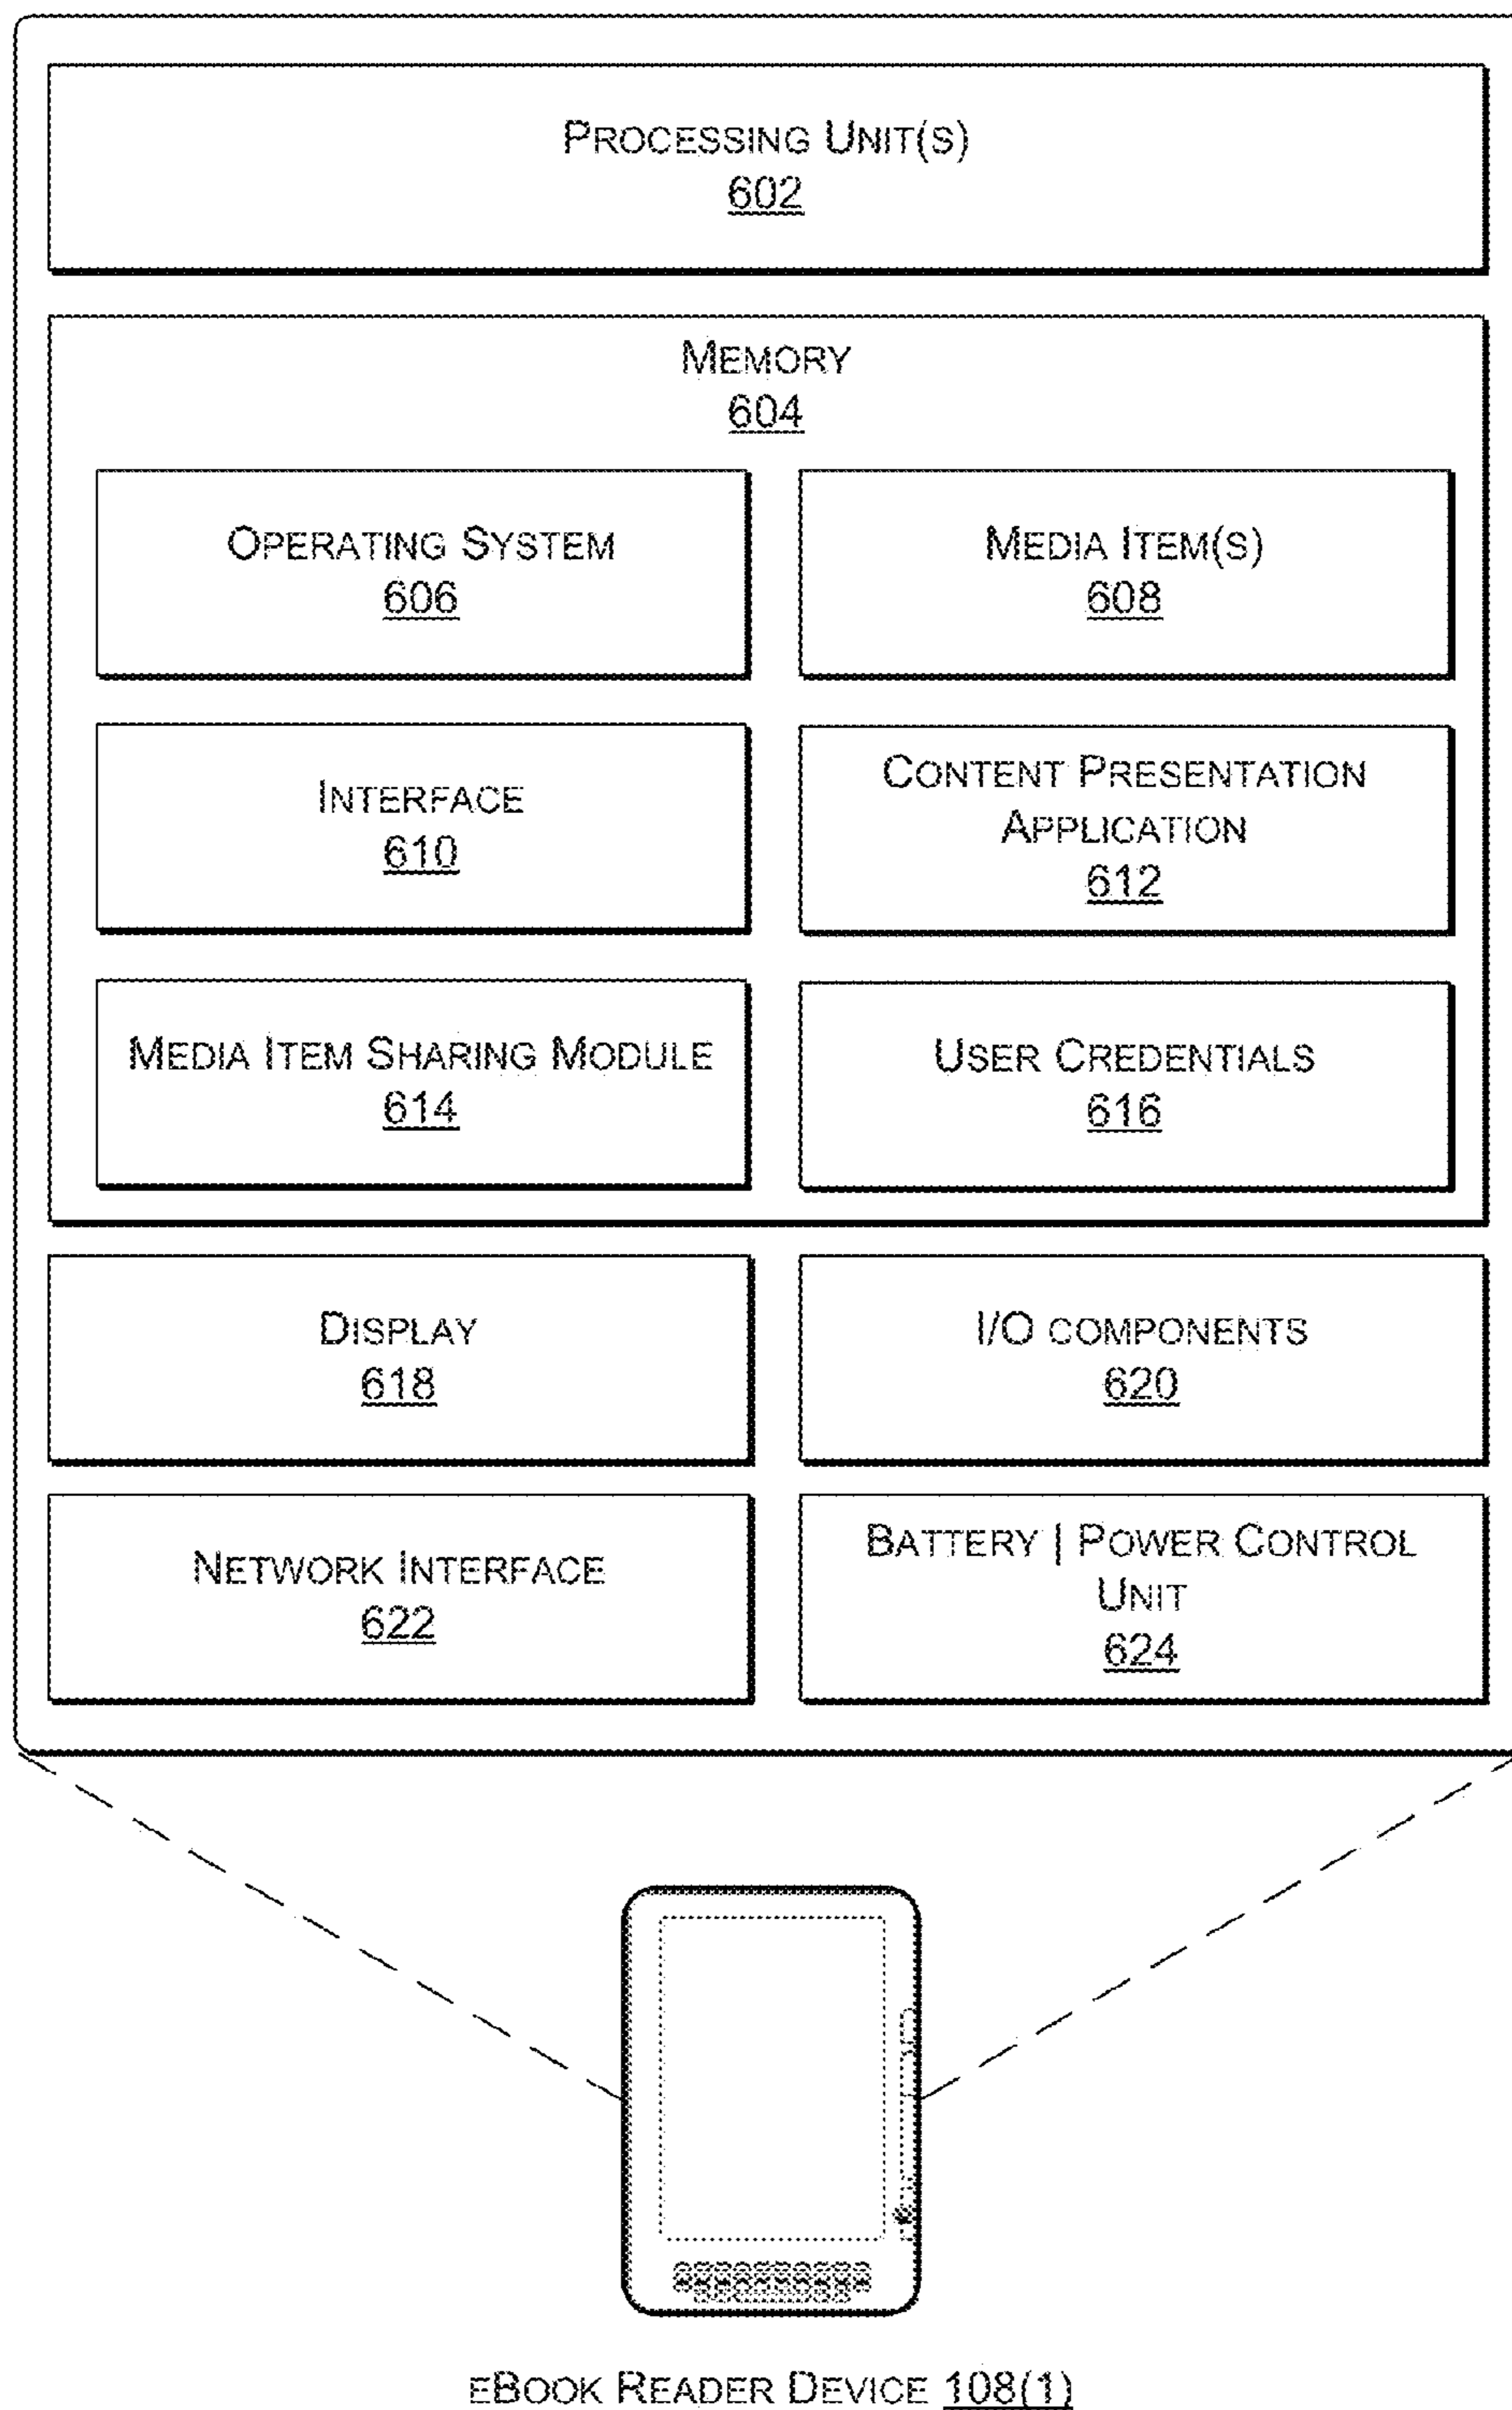 PROCESSING UNIT(S)
602
MEMORY
604
OPERATING SYSTEM
606
MEDIA ITEM(S)
608
INTERFACE
610
CONTENT PRESENTATION
APPLICATION
612
MEDIA ITEM SHARING MODULE
614
USER CREDENTIALS
616
DISPLAY
618
I/O COMPONENTS
620
NETWORK INTERFACE
622
BATTERY | POWER CONTROL
UNIT
624
EBOOK READER DEVICE 108(1)